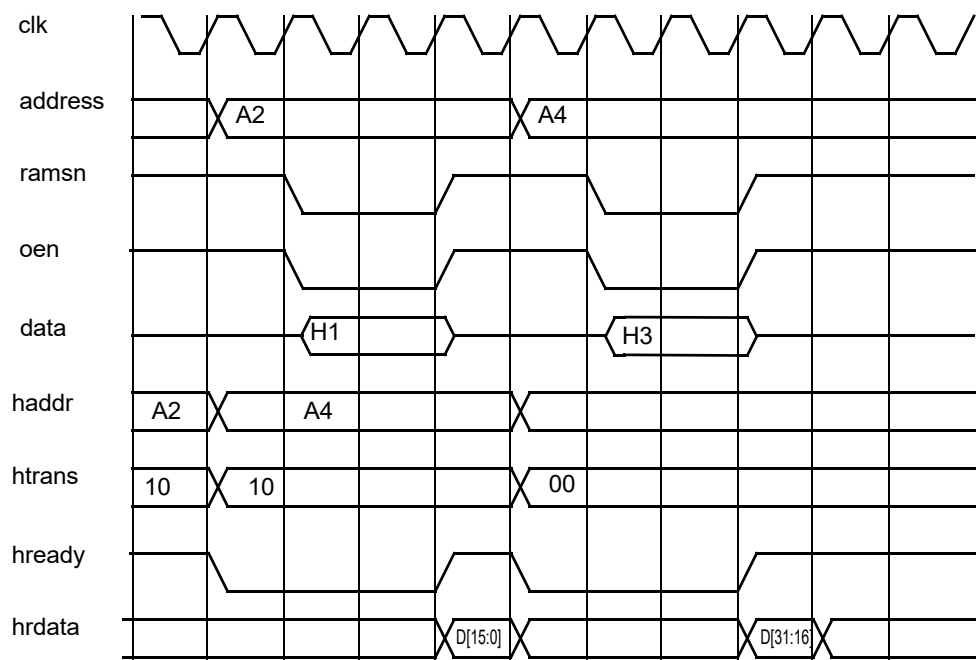 clk
address A2 A4
ramsn
oen
data H1 H3
haddr A2 A4
htrans 10 10 00
hready
hrdata D[15:0] D[31:16]